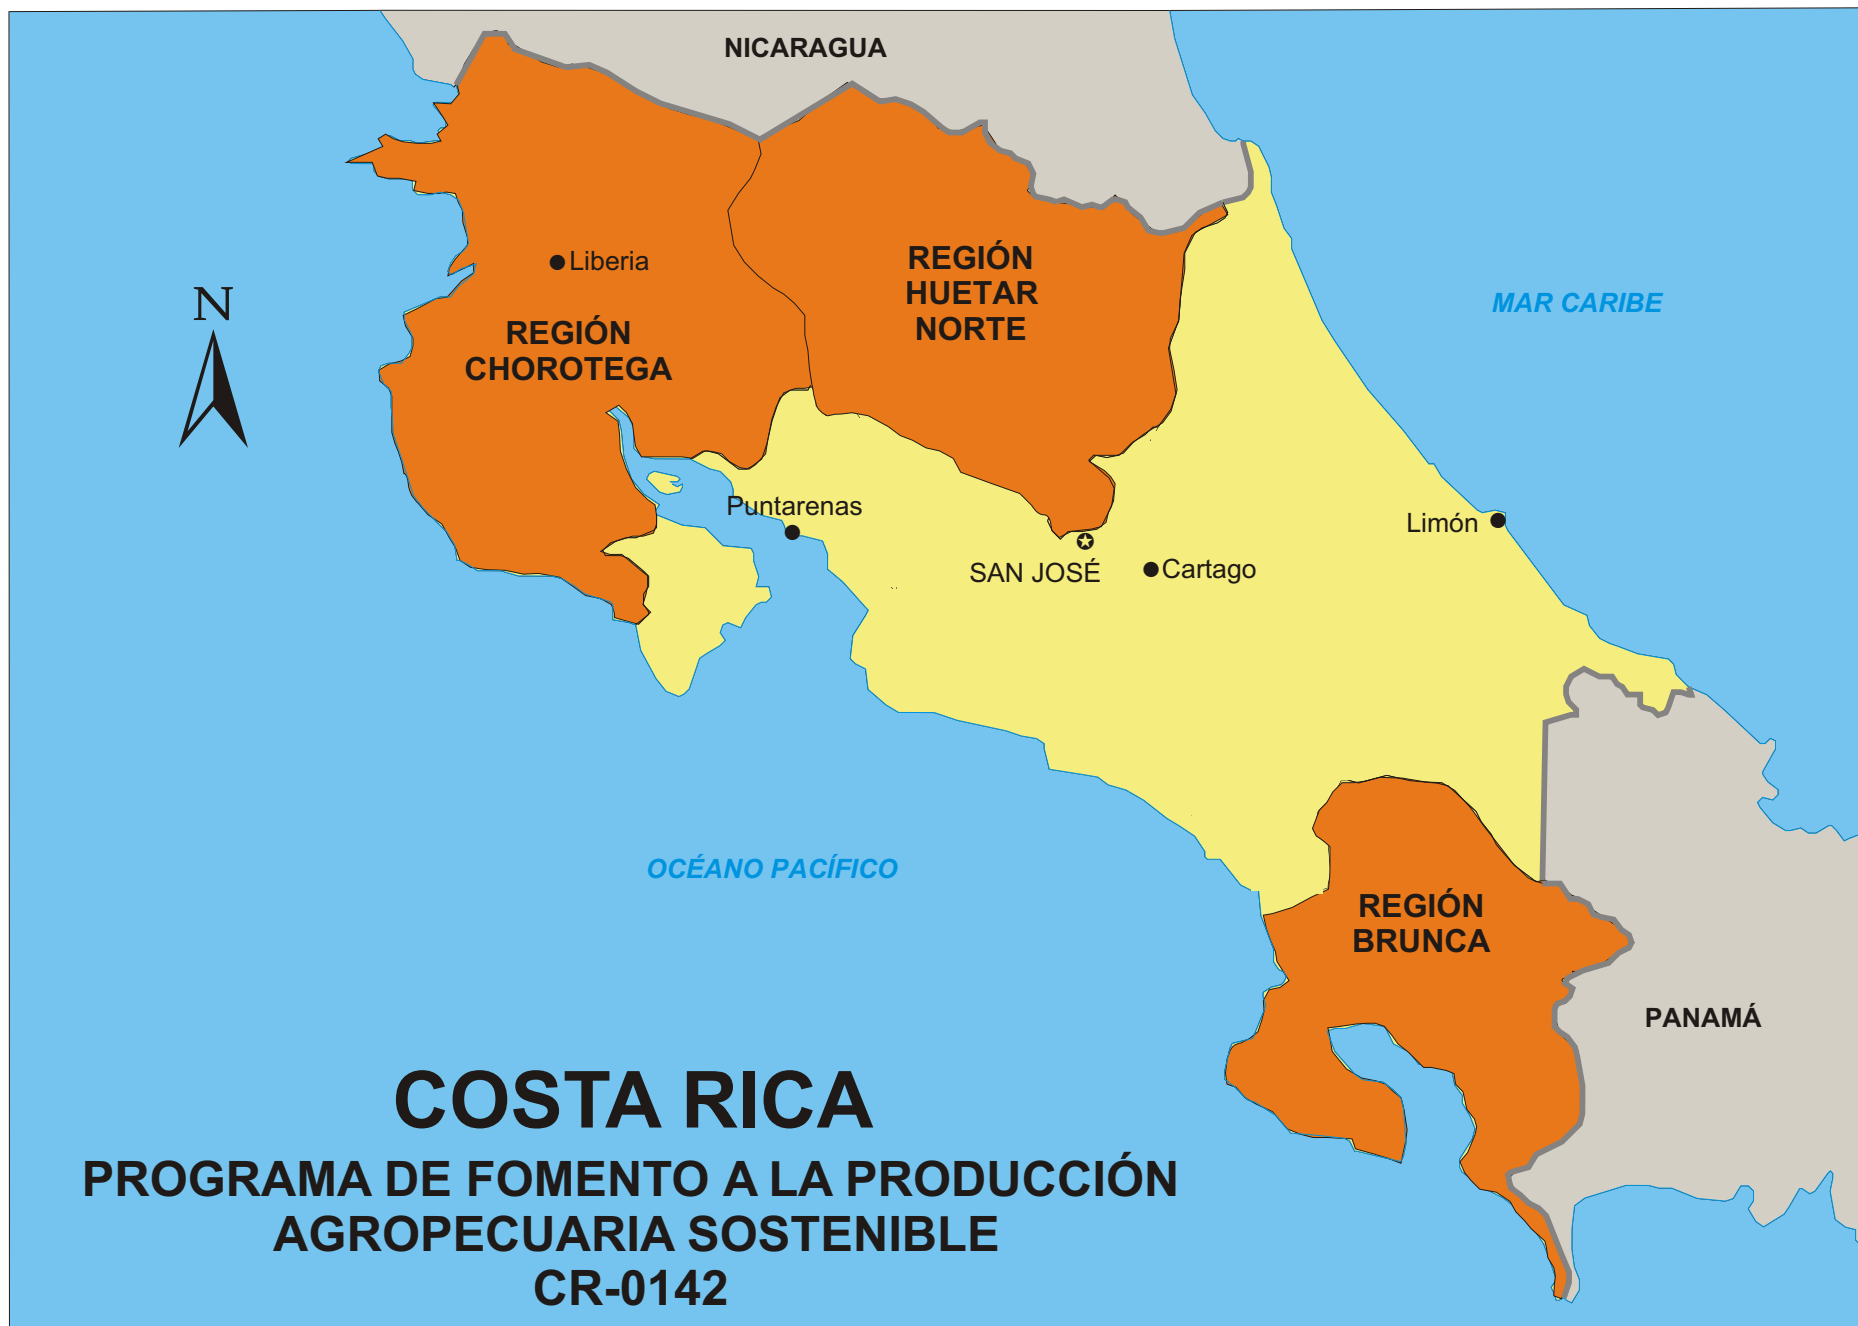 NICARAGUA
REGIÓN
HUETAR
NORTE
Liberia
MAR CARIBE
N
REGIÓN
CHOROTEGA
Puntarenas
Limón
SAN JOSÉ
Cartago
OCÉANO PACÍFICO
REGIÓN
BRUNCA
PANAMÁ
COSTA RICA
PROGRAMA DE FOMENTO A LA PRODUCCIÓN
AGROPECUARIA SOSTENIBLE
CR-0142